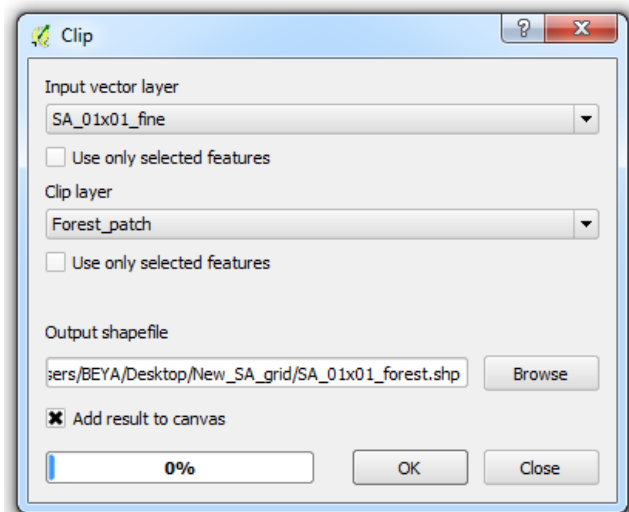 Clip
Input vector layer
SA_01x01_fine
Use only selected features
Clip layer
Forest_patch
Use only selected features
Output shapefile
sers/BEYA/Desktop/New_SA_grid/SA_01x01_forest.shp
Browse
Add result to canvas
0%
OK
Close